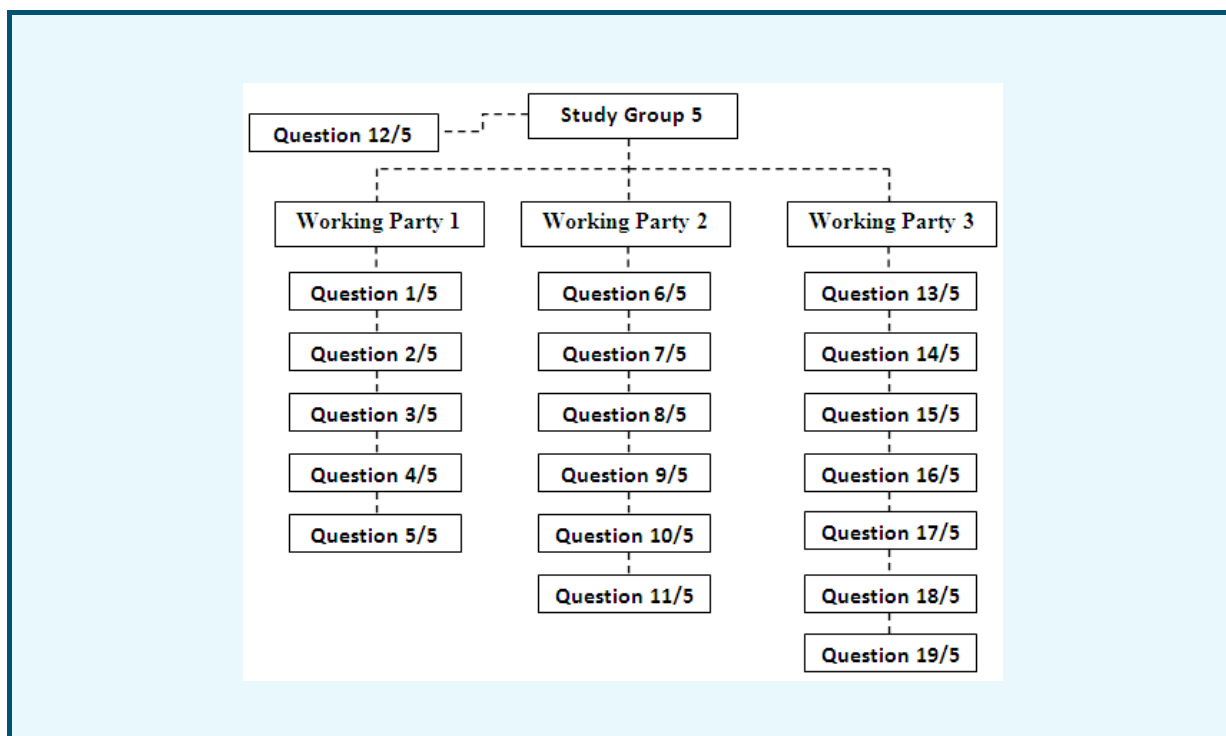 Study Group 5
Question 12/5
Working Party 1
Working Party 2
Working Party 3
Question 1/5
Question 6/5
Question 13/5
Question 2/5
Question 7/5
Question 14/5
Question 3/5
Question 8/5
Question 15/5
Question 4/5
Question 9/5
Question 16/5
Question 5/5
Question 10/5
Question 17/5
Question 11/5
Question 18/5
Question 19/5